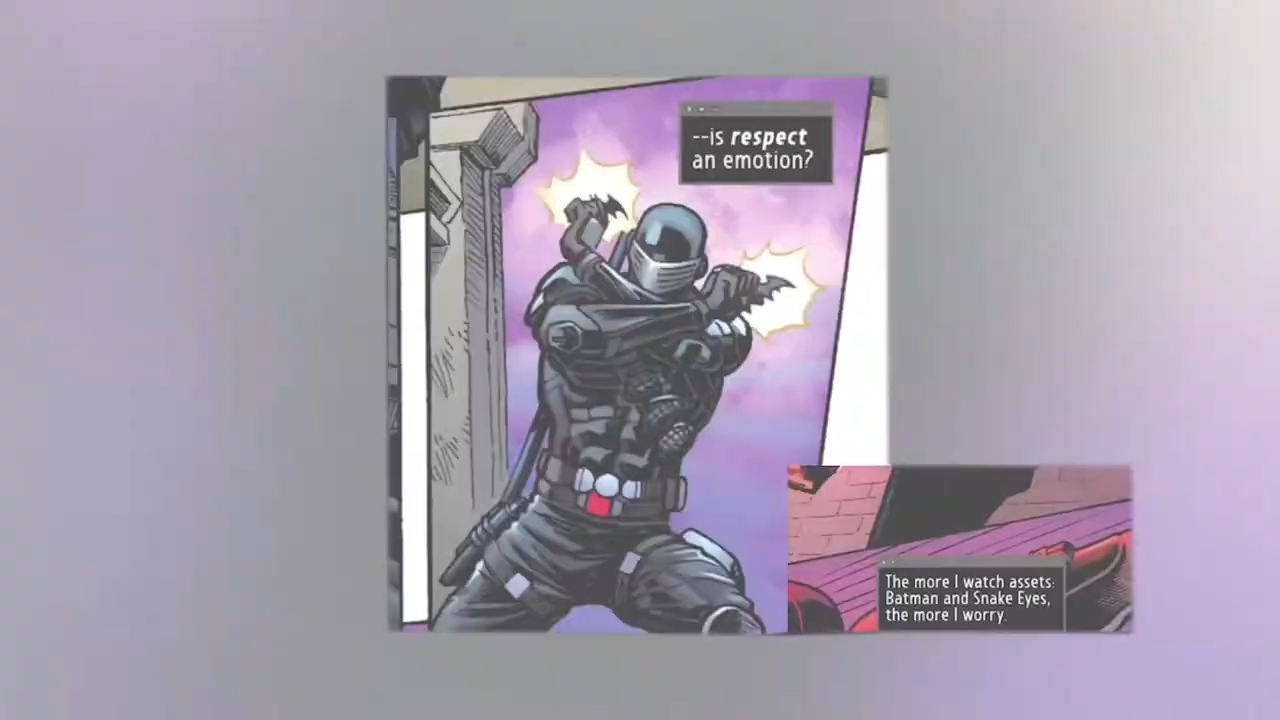 --is respect
an emotion?
The more I watch assets:
Batman and Snake Eyes,
the more I worry.